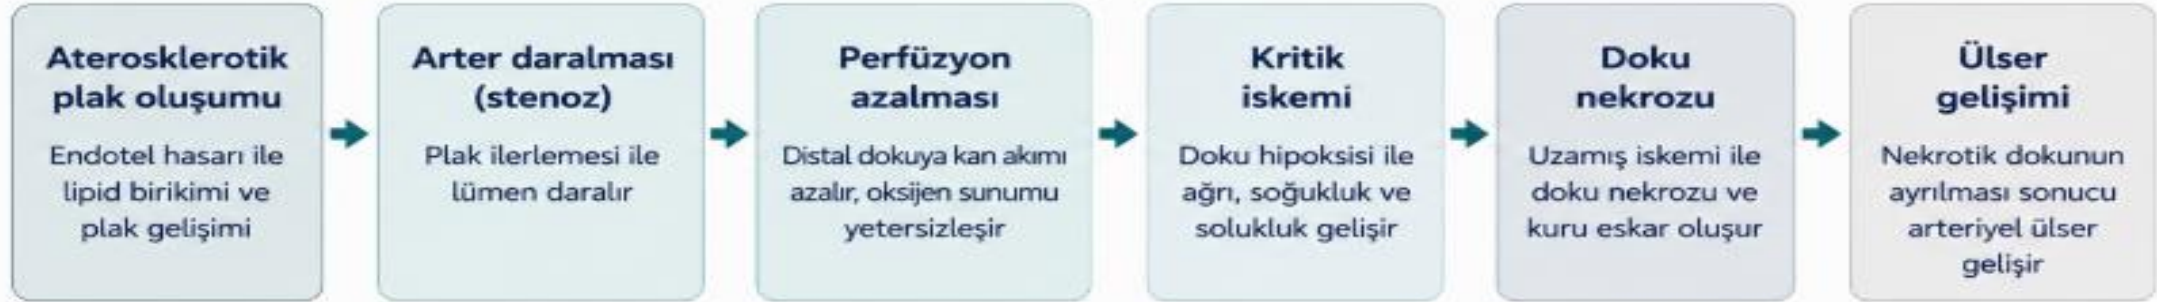 Aterosklerotik
plak oluşumu
Endotel hasarı ile
lipid birikimi ve
plak gelişimi
Arter daralması
(stenoz)
Plak ilerlemesi ile
lümen daralır
Perfüzyon
azalması
Distal dokuya kan akımı
azalır, oksijen sunumu
yetersizleşir
Kritik
iskemi
Doku hipoksisi ile
ağrı, soğukluk ve
solukluk gelişir
Doku
nekrozu
Uzamış iskemi ile
doku nekrozu ve
kuru eskar oluşur
Ülser
gelişimi
Nekrotik dokunun
ayrılması sonucu
arteriyel ülser
gelişir